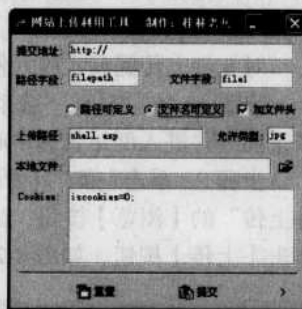 网站上传利用工具 制作：桂林老兵
提交地址: http://
路径字段: filepath 文件字段: file1
路径可定义 文件名可定义 加文件头
上传路径: shell.asp 允许类型: jpg
本地文件:
Cookies: iscookies=0;
重置 提交 >